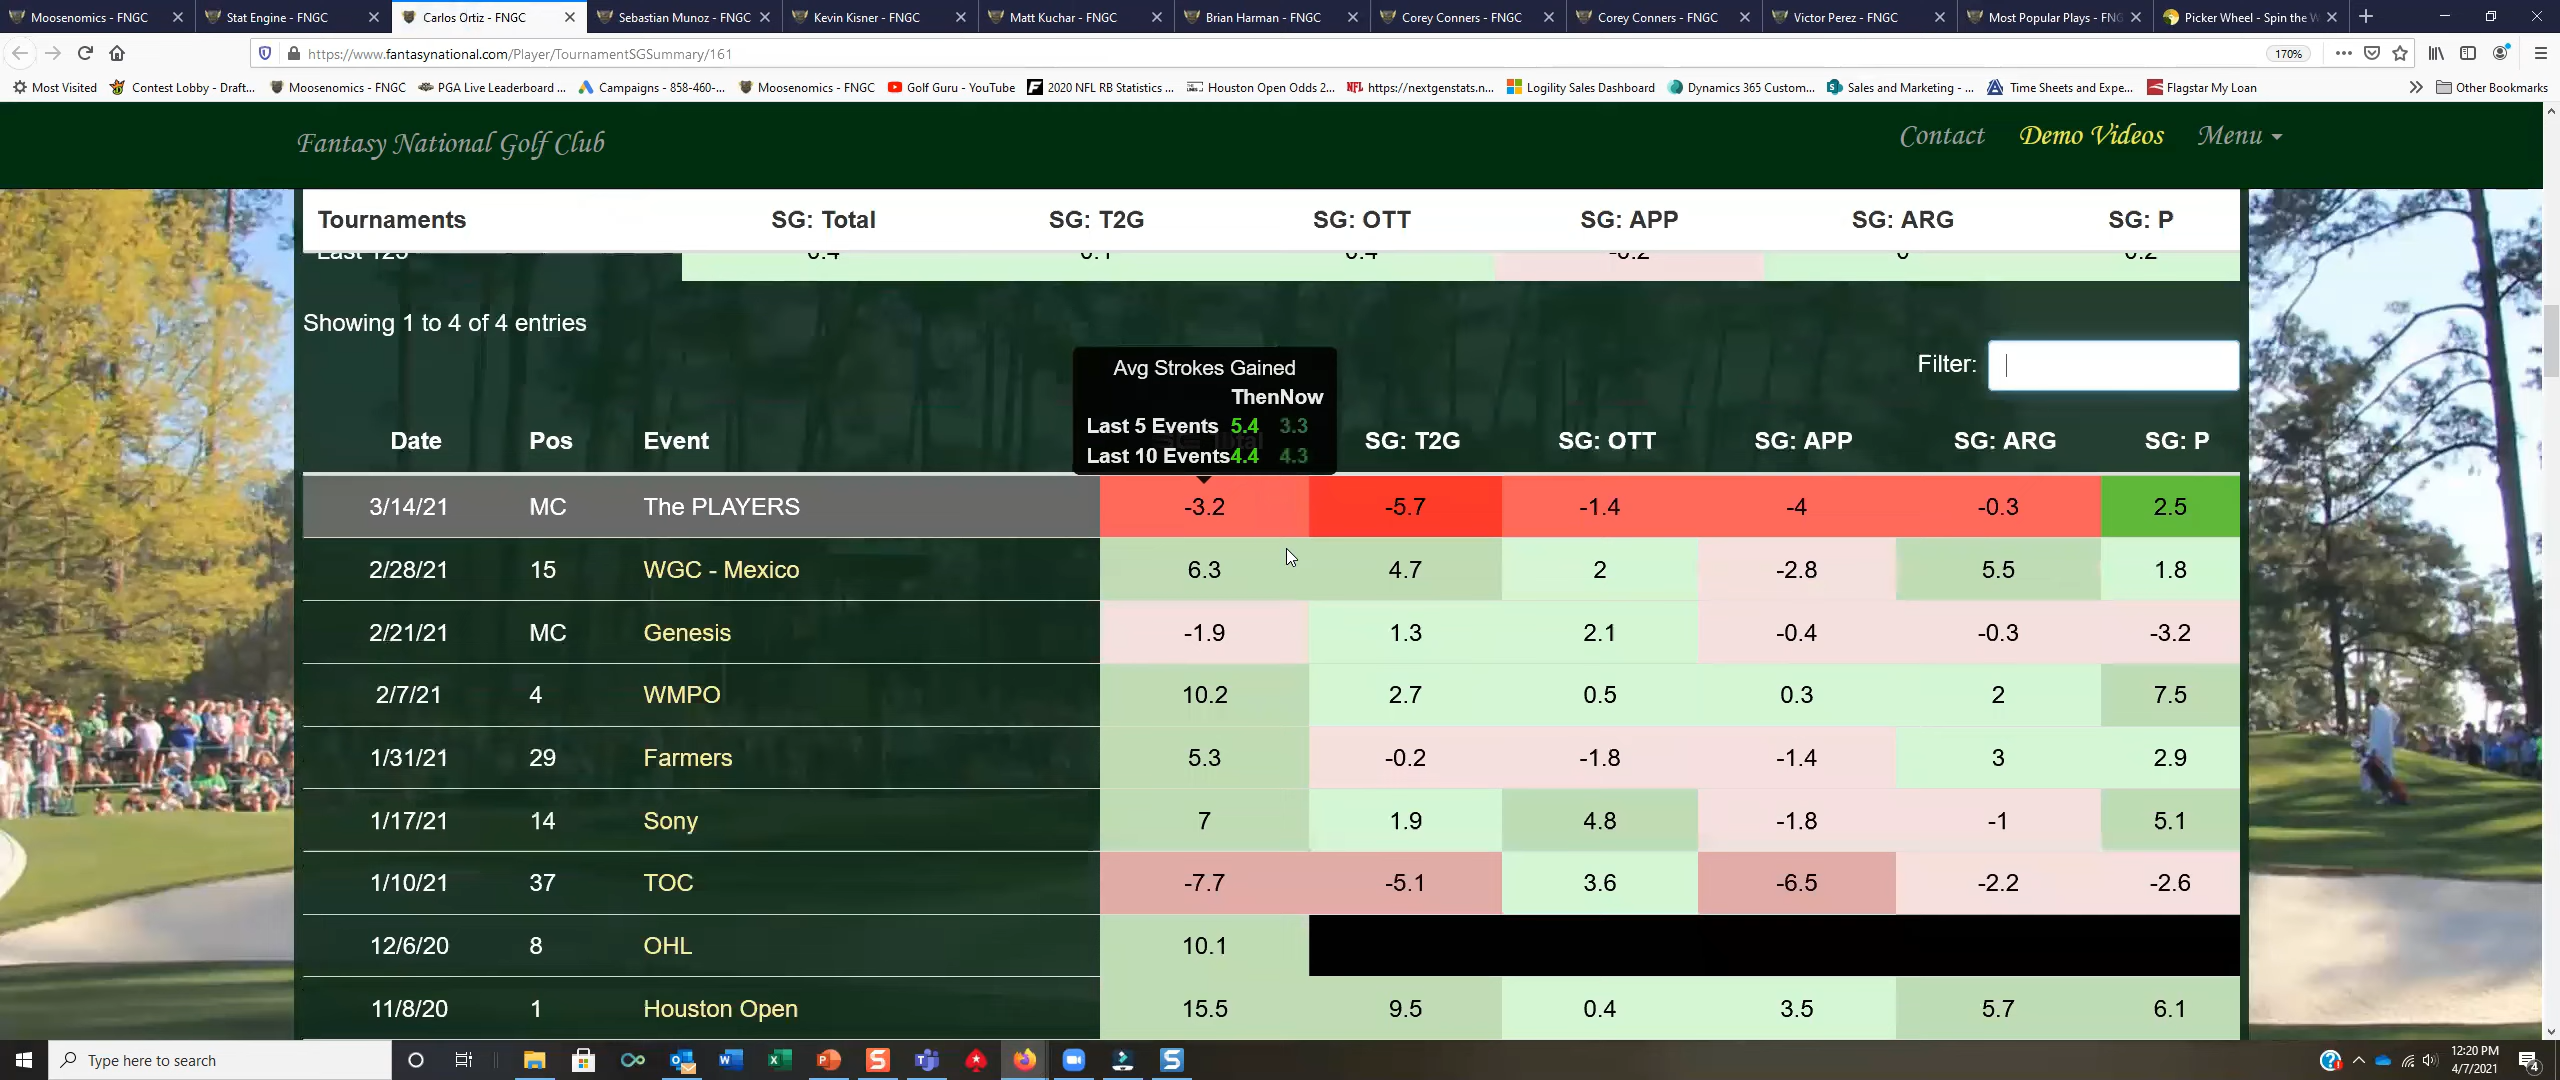 Moosenomics - FNGC
Stat Engine - FNGC
Carlos Ortiz - FNGC
Sebastian Munoz - FNGC
Kevin Kisner - FNGC
Matt Kuchar - FNGC
Brian Harman - FNGC
Corey Conners - FNGC
Corey Conners - FNGC
Victor Perez - FNGC
Most Popular Plays - FNG
Picker Wheel - Spin the W
https://www.fantasynational.com/Player/TournamentSGSummary/161
170%
Most Visited
Contest Lobby - Draft...
Moosenomics - FNGC
PGA Live Leaderboard ...
Campaigns - 858-460-...
Moosenomics - FNGC
Golf Guru - YouTube
2020 NFL RB Statistics ...
Houston Open Odds 2...
https://nextgenstats.n...
Logility Sales Dashboard
Dynamics 365 Custom...
Sales and Marketing - ...
Time Sheets and Expe...
Flagstar My Loan
Other Bookmarks
Fantasy National Golf Club
Contact Demo Videos Menu
Tournaments SG: Total SG: T2G SG: OTT SG: APP SG: ARG SG: P
Last 125 0.4 0.1 0.4 -0.2 0 0.2
Showing 1 to 4 of 4 entries
Filter:
Avg Strokes Gained
ThenNow
Last 5 Events 5.4 3.3
Last 10 Events4.4 4.3
Date Pos Event SG: T2G SG: OTT SG: APP SG: ARG SG: P
3/14/21 MC The PLAYERS -3.2 -5.7 -1.4 -4 -0.3 2.5
2/28/21 15 WGC - Mexico 6.3 4.7 2 -2.8 5.5 1.8
2/21/21 MC Genesis -1.9 1.3 2.1 -0.4 -0.3 -3.2
2/7/21 4 WMPO 10.2 2.7 0.5 0.3 2 7.5
1/31/21 29 Farmers 5.3 -0.2 -1.8 -1.4 3 2.9
1/17/21 14 Sony 7 1.9 4.8 -1.8 -1 5.1
1/10/21 37 TOC -7.7 -5.1 3.6 -6.5 -2.2 -2.6
12/6/20 8 OHL 10.1
11/8/20 1 Houston Open 15.5 9.5 0.4 3.5 5.7 6.1
Type here to search
12:20 PM
4/7/2021
4